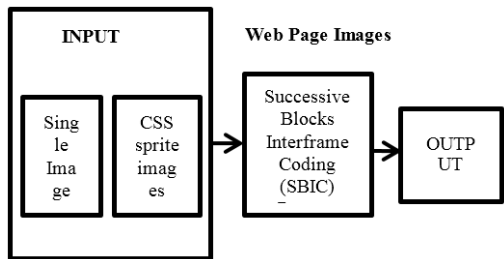 INPUT
Web Page Images
Sing
le
Ima
ge
CSS
sprite
imag
es
Successive
Blocks
Interframe
Coding
(SBIC)
OUTP
UT